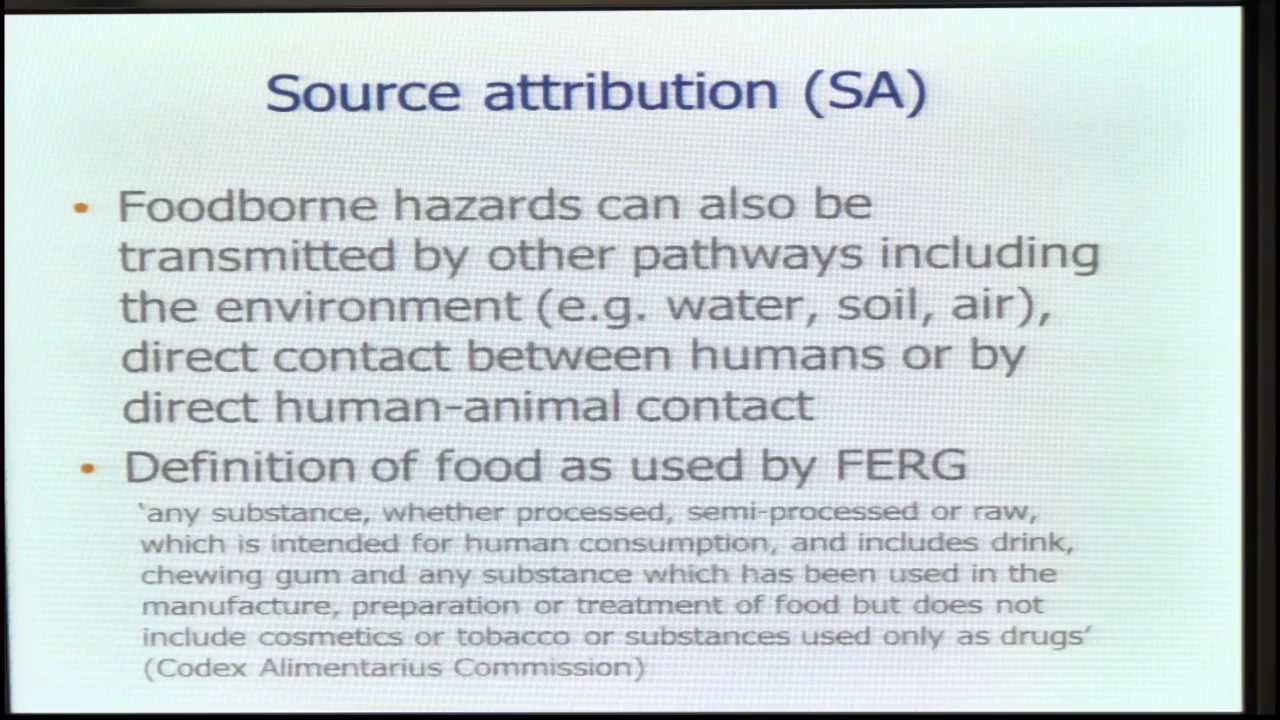 Source attribution (SA)
• Foodborne hazards can also be
transmitted by other pathways including
the environment (e.g. water, soil, air),
direct contact between humans or by
direct human-animal contact
• Definition of food as used by FERG
‘any substance, whether processed, semi-processed or raw,
which is intended for human consumption, and includes drink,
chewing gum and any substance which has been used in the
manufacture, preparation or treatment of food but does not
include cosmetics or tobacco or substances used only as drugs’
(Codex Alimentarius Commission)